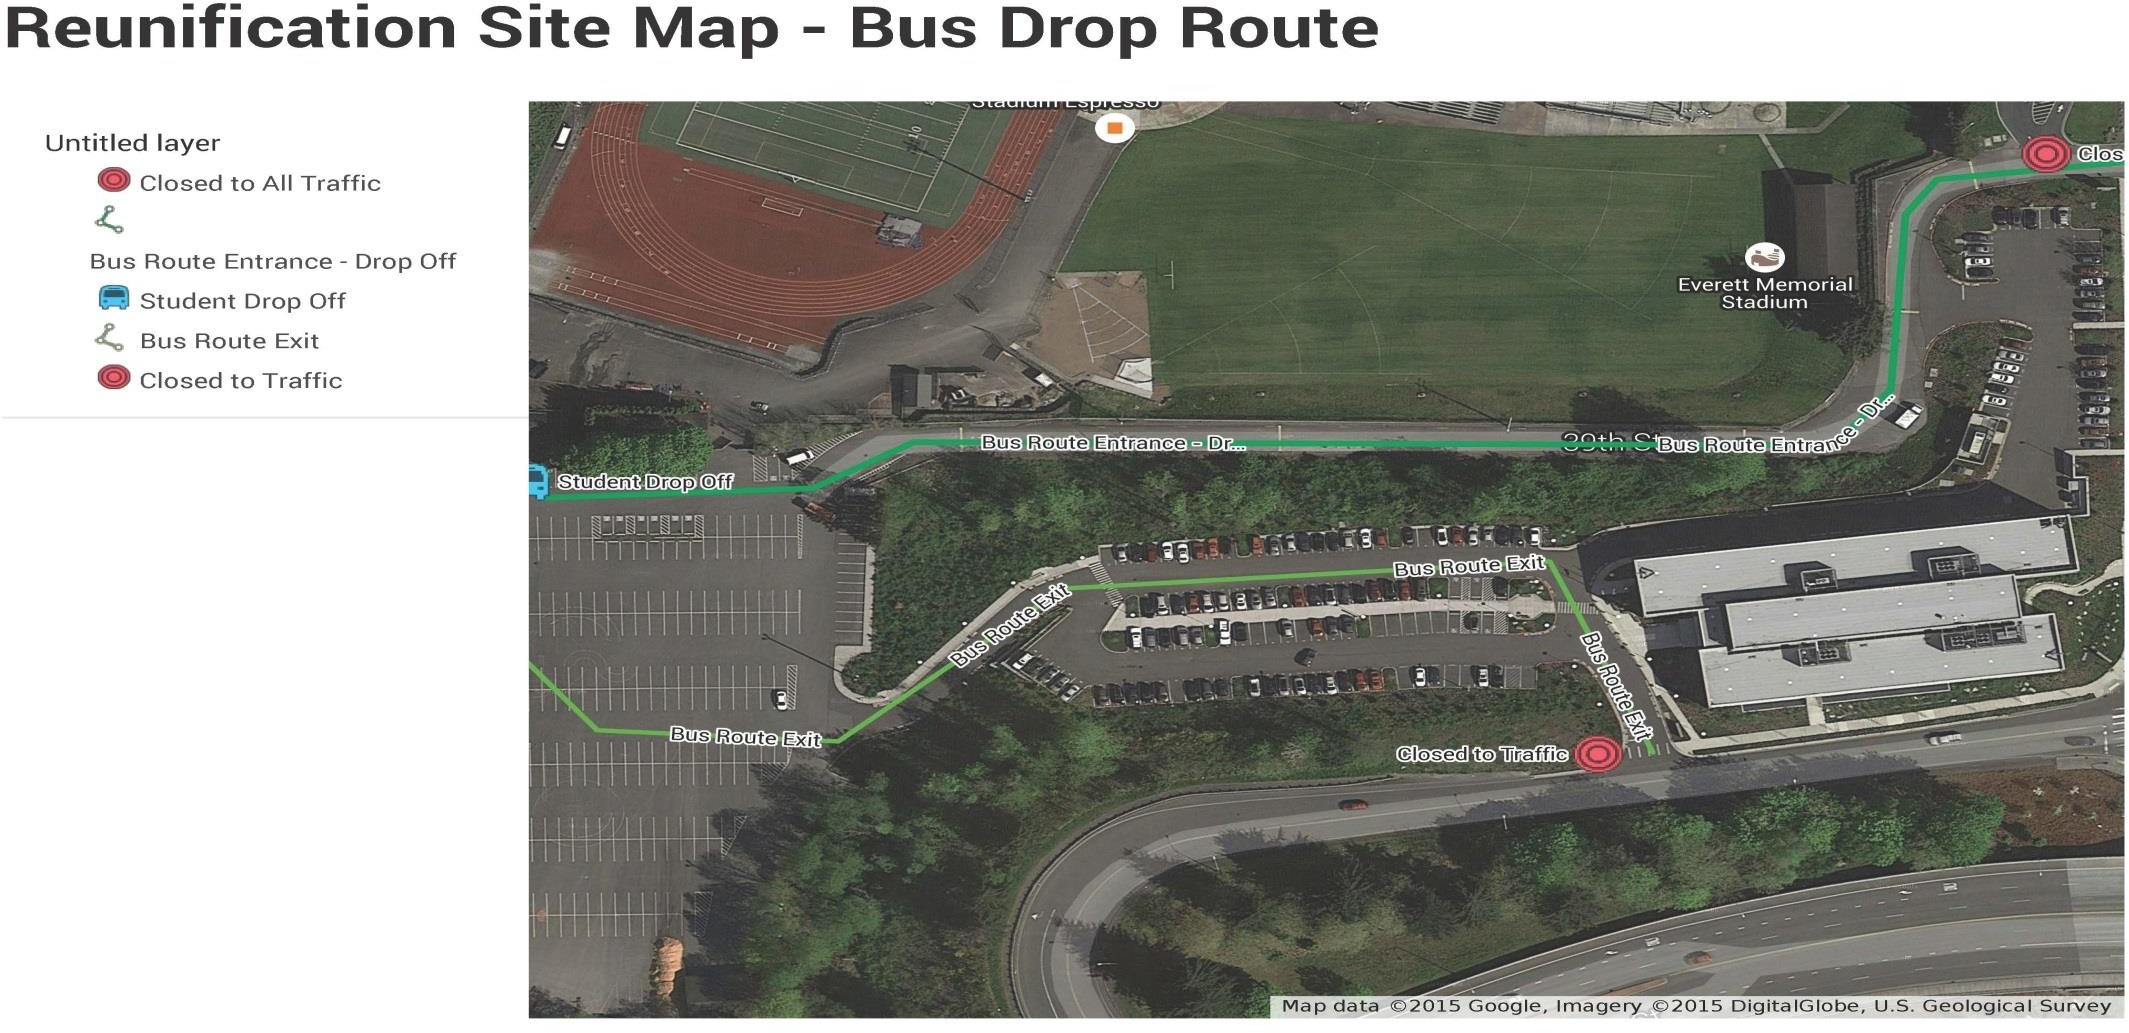 Reunification Site Map - Bus Drop Route
Untitled layer
Closed to All Traffic
Bus Route Entrance - Drop Off
Student Drop Off
Bus Route Exit
Closed to Traffic
Stadium Espresso
10
Clos
Everett Memorial
Stadium
Bus Route Entrance - Dr...
39th St
Bus Route Entrance - Dr...
Student Drop Off
Bus Route Exit
Bus Route Exit
Bus Route Exit
Bus Route Exit
Closed to Traffic
Map data ©2015 Google, Imagery ©2015 DigitalGlobe, U.S. Geological Survey